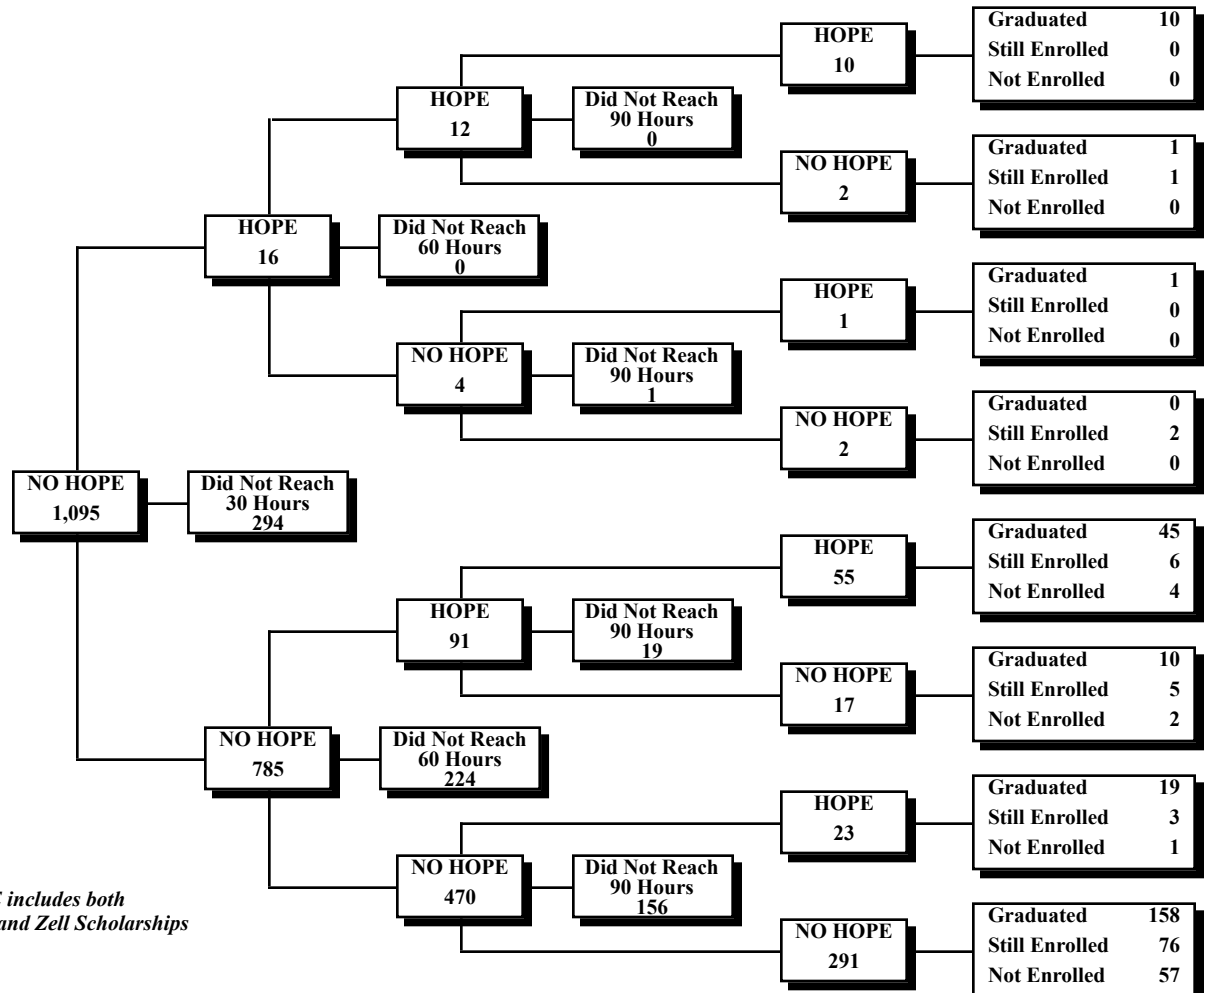 Graduated 10
HOPE
10
Still Enrolled 0
Not Enrolled 0
HOPE
12
Did Not Reach
90 Hours
0
Graduated 1
NO HOPE
2
Still Enrolled 1
Not Enrolled 0
HOPE
16
Did Not Reach
60 Hours
0
Graduated 1
HOPE
1
Still Enrolled 0
Not Enrolled 0
NO HOPE
4
Did Not Reach
90 Hours
1
Graduated 0
NO HOPE
2
Still Enrolled 2
Not Enrolled 0
NO HOPE
1,095
Did Not Reach
30 Hours
294
Graduated 45
HOPE
55
Still Enrolled 6
Not Enrolled 4
HOPE
91
Did Not Reach
90 Hours
19
Graduated 10
NO HOPE
17
Still Enrolled 5
Not Enrolled 2
NO HOPE
785
Did Not Reach
60 Hours
224
Graduated 19
HOPE
23
Still Enrolled 3
Not Enrolled 1
NO HOPE
470
Did Not Reach
90 Hours
156
includes both
and Zell Scholarships
Graduated 158
NO HOPE
291
Still Enrolled 76
Not Enrolled 57